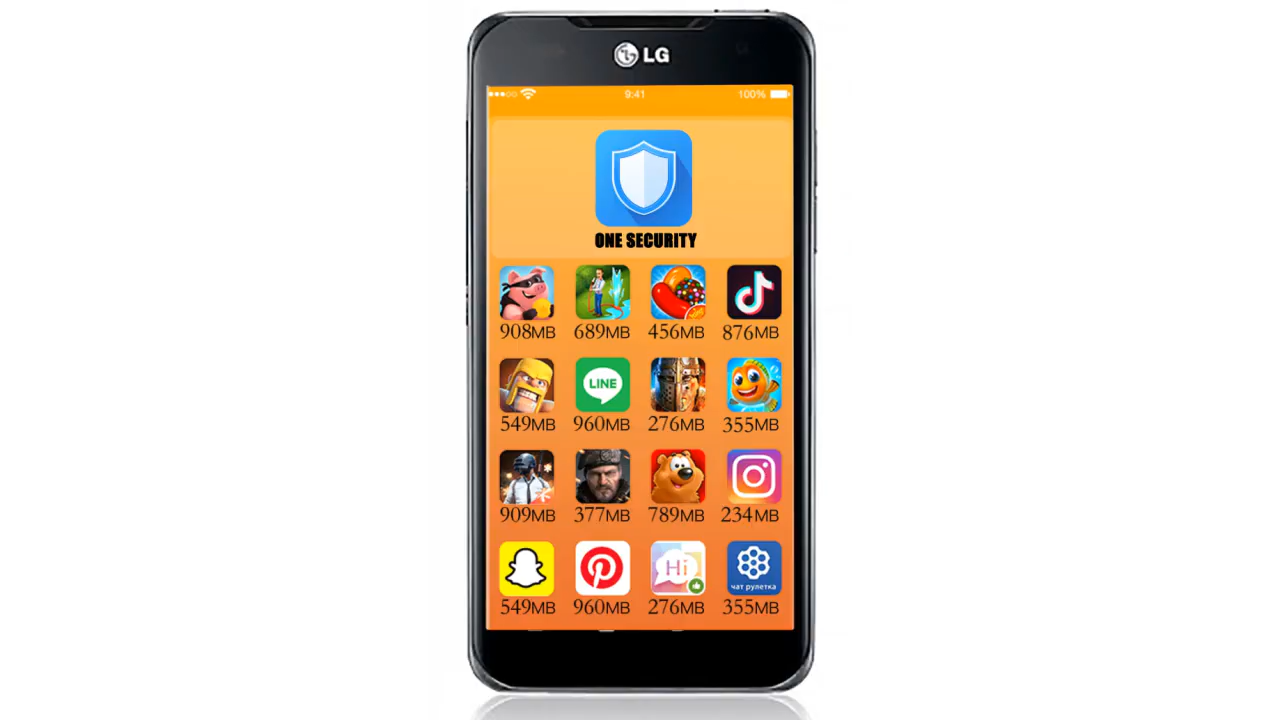 LG
9:41
100%
ONE SECURITY
908MB 689MB 456MB 876MB
LINE
549MB 960MB 276MB 355MB
909MB 377MB 789MB 234MB
Hi
чат рулетка
549MB 960MB 276MB 355MB